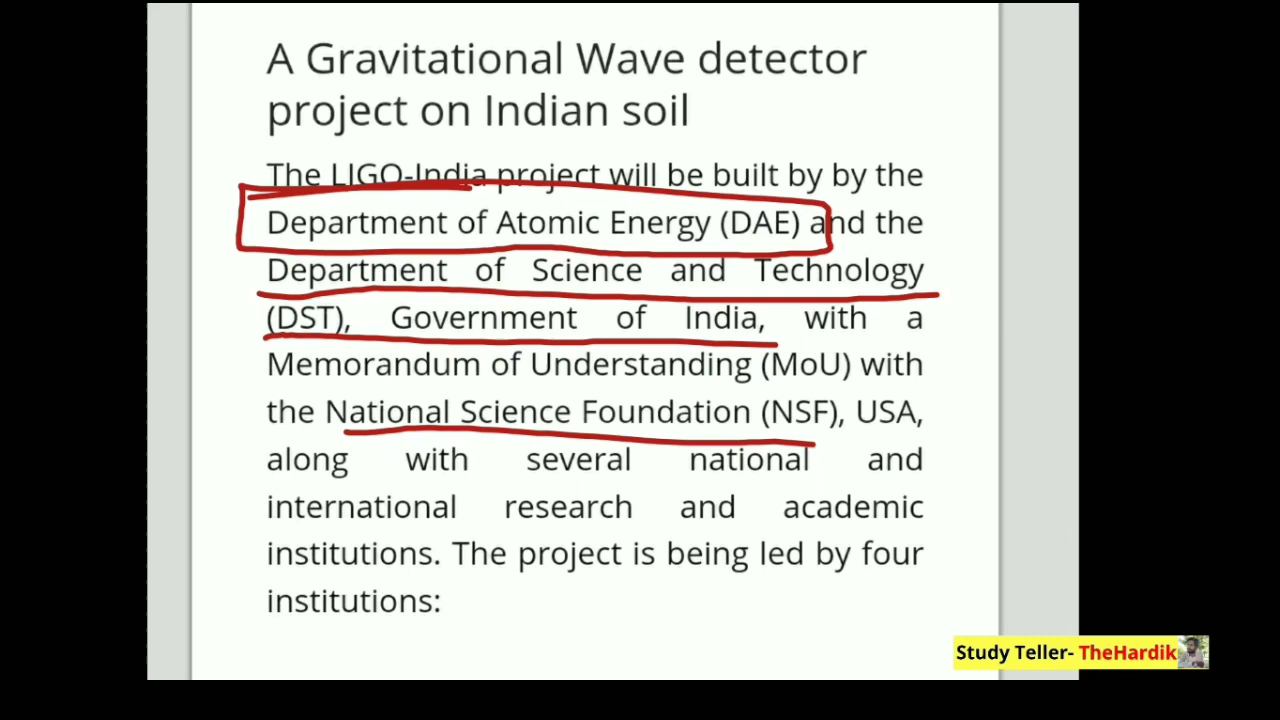 A Gravitational Wave detector
project on Indian soil
The LIGO-India project will be built by by the
Department of Atomic Energy (DAE) and the
Department of Science and Technology
(DST), Government of India, with a
Memorandum of Understanding (MoU) with
the National Science Foundation (NSF), USA,
along with several national and
international research and academic
institutions. The project is being led by four
institutions:
Study Teller- TheHardik